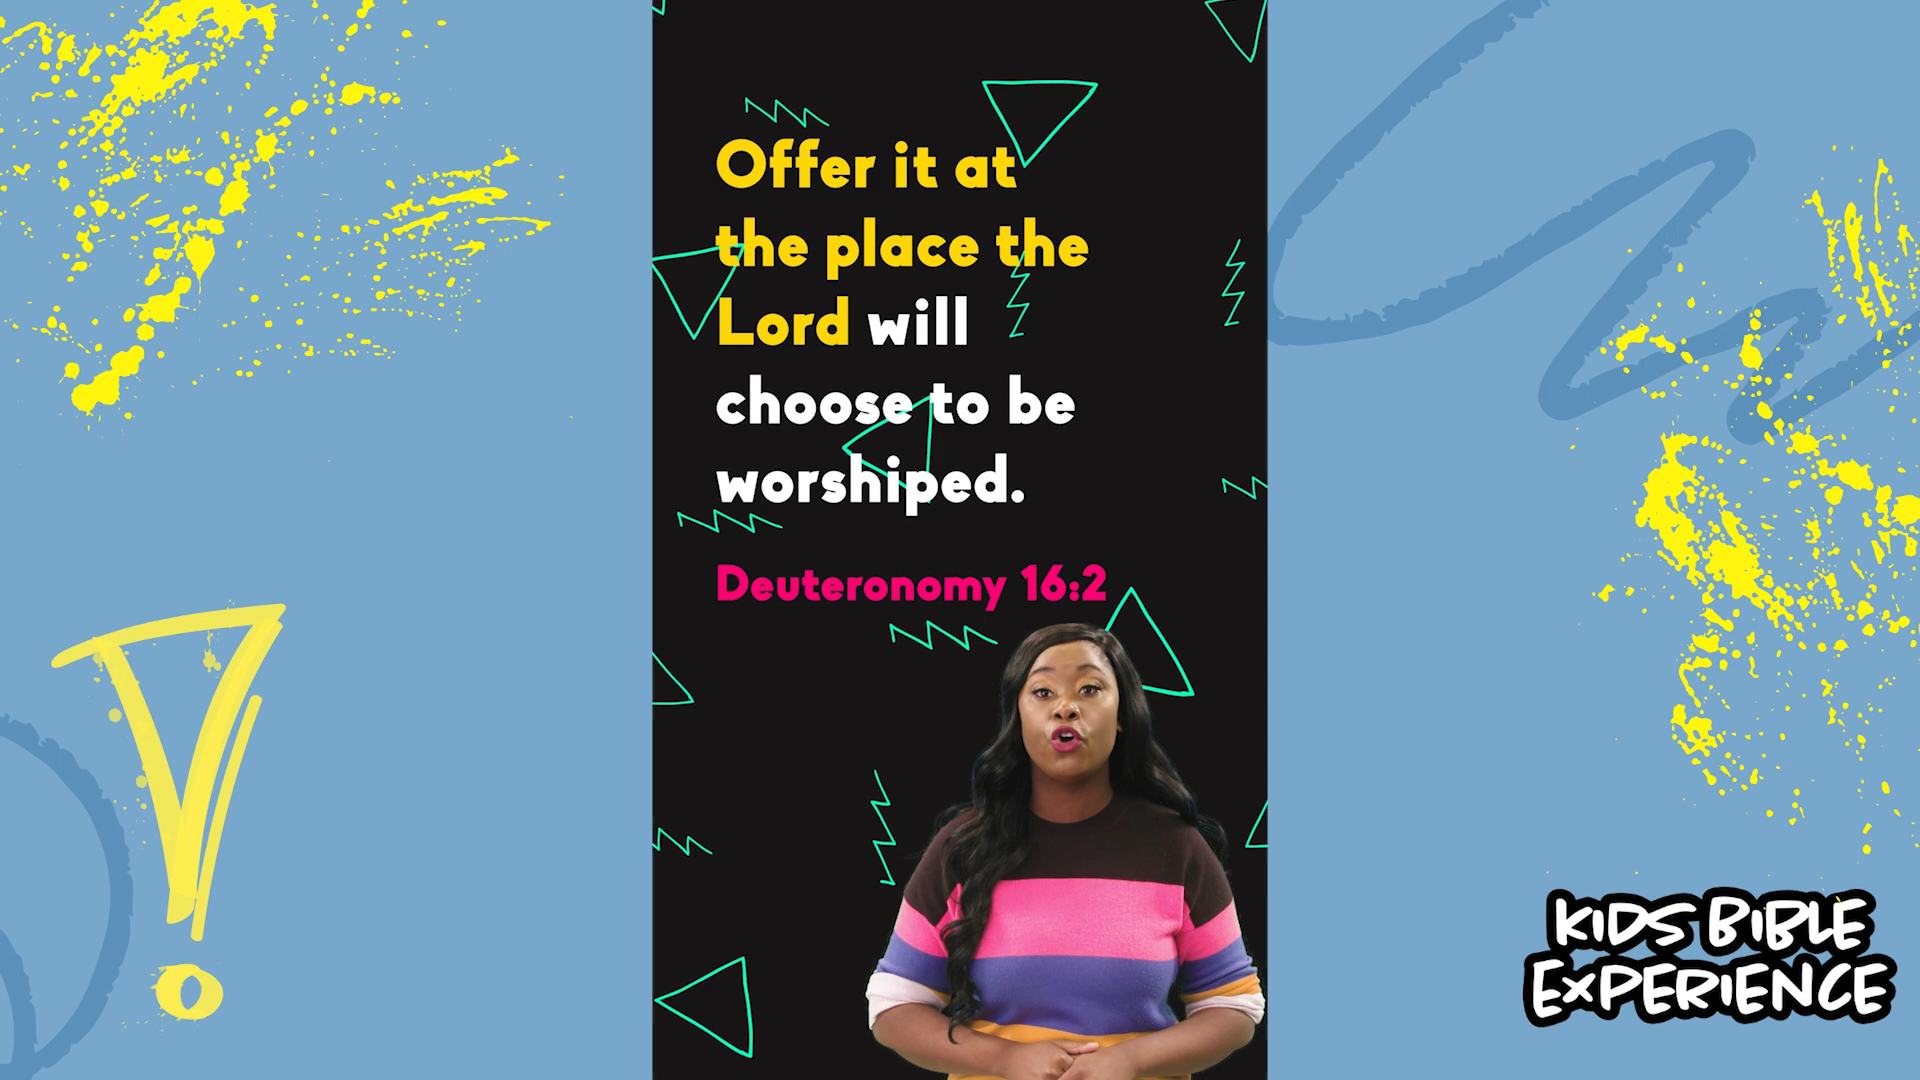 Offer it at
the place the
Lord will
choose to be
worshiped.
Deuteronomy 16:2
KIDS BIBLE
EXPERIENCE